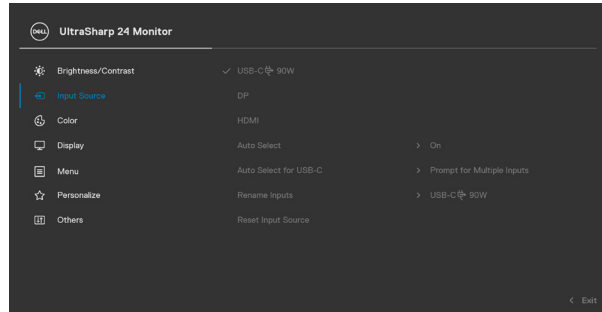 DELL UltraSharp 24 Monitor
Brightness/Contrast USB-C 90W
Input Source DP
Color HDMI
Display Auto Select On
Menu Auto Select for USB-C Prompt for Multiple Inputs
Personalize Rename Inputs USB-C 90W
Others Reset Input Source
Exit